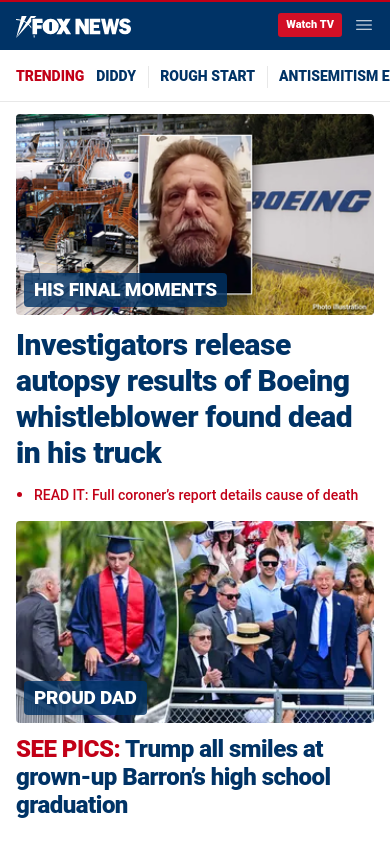 FOX NEWS
Watch TV
TRENDING DIDDY ROUGH START ANTISEMITISM E
BOEING
HIS FINAL MOMENTS
Photo illustration
Investigators release
autopsy results of Boeing
whistleblower found dead
in his truck
READ IT: Full coroner’s report details cause of death
PROUD DAD
SEE PICS: Trump all smiles at
grown-up Barron’s high school
graduation